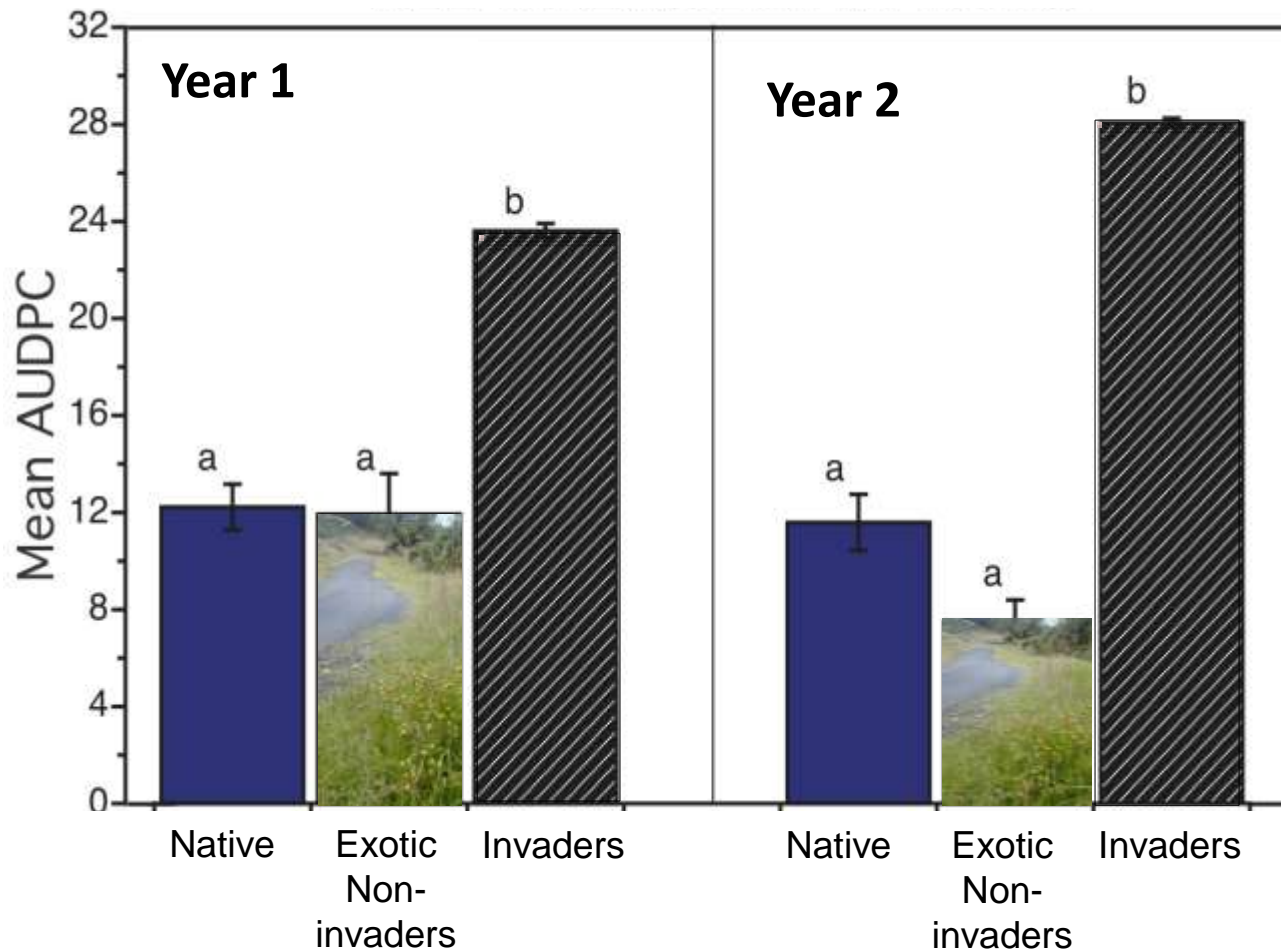 Year 1
Year 2
Mean AUDPC
32
28
24
20
16
12
8
4
0
a
a
b
a
a
b
Native
Exotic
Non-
invaders
Invaders
Native
Exotic
Non-
invaders
Invaders